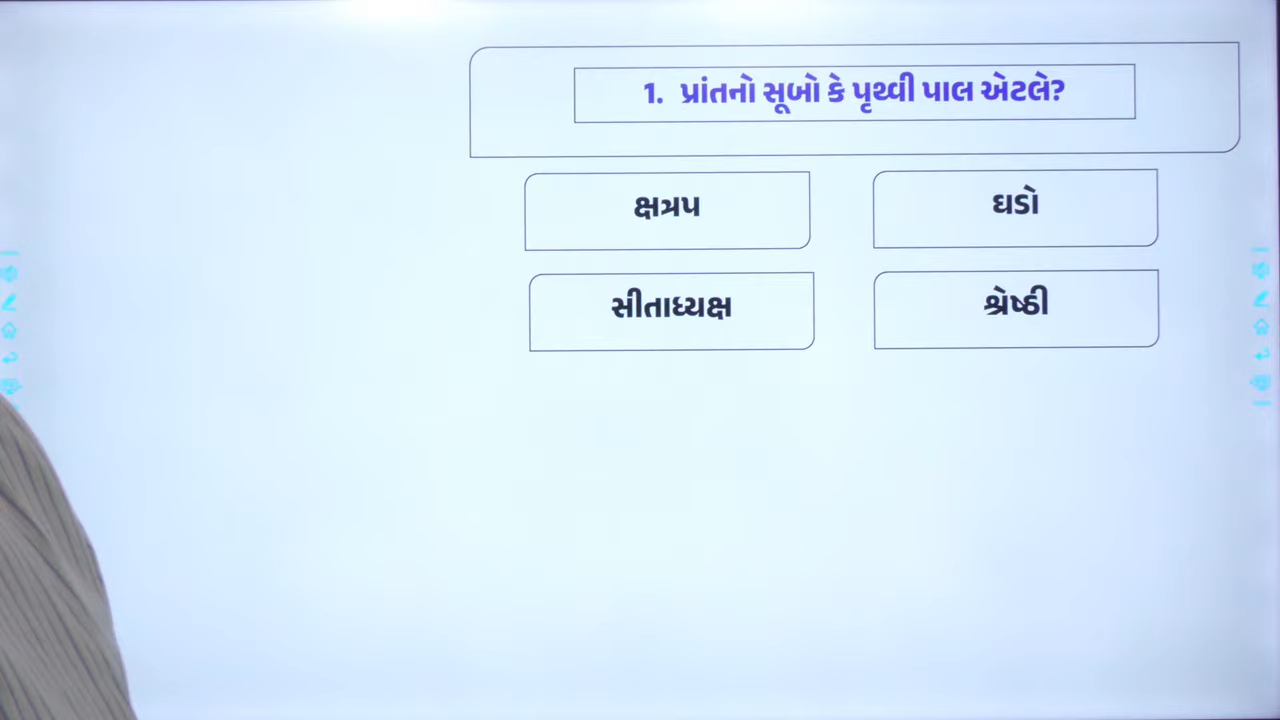 1. પ્રાંતનો સૂબો કે પૃથ્વી પાલ એટલે?
ક્ષત્રપ
ઘડો
સીતાધ્યક્ષ
શ્રેષ્ઠી